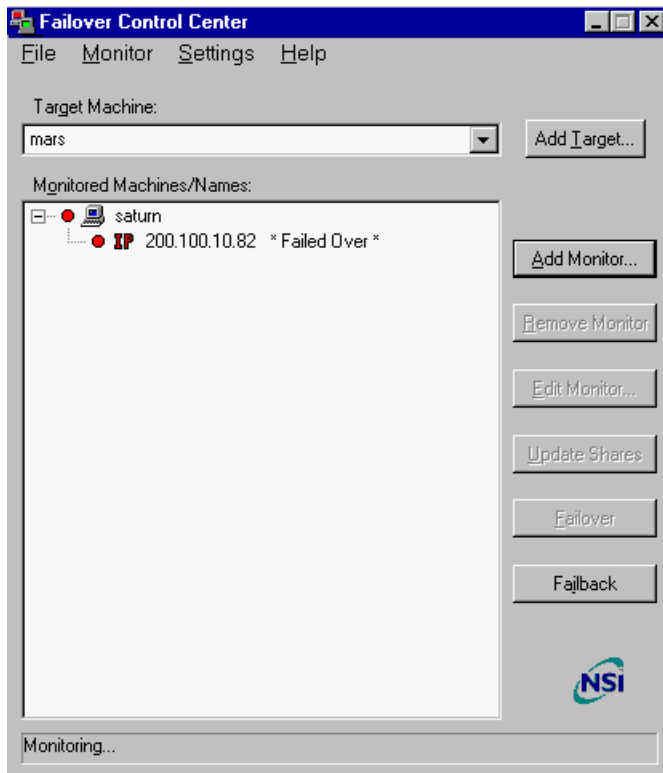 Failover Control Center
File Monitor Settings Help
Target Machine:
mars
Add Target...
Monitored Machines/Names:
saturn
IP 200.100.10.82 * Failed Over *
Add Monitor...
Remove Monitor
Edit Monitor...
Update Shares
Failover
Failback
NSI
Monitoring...